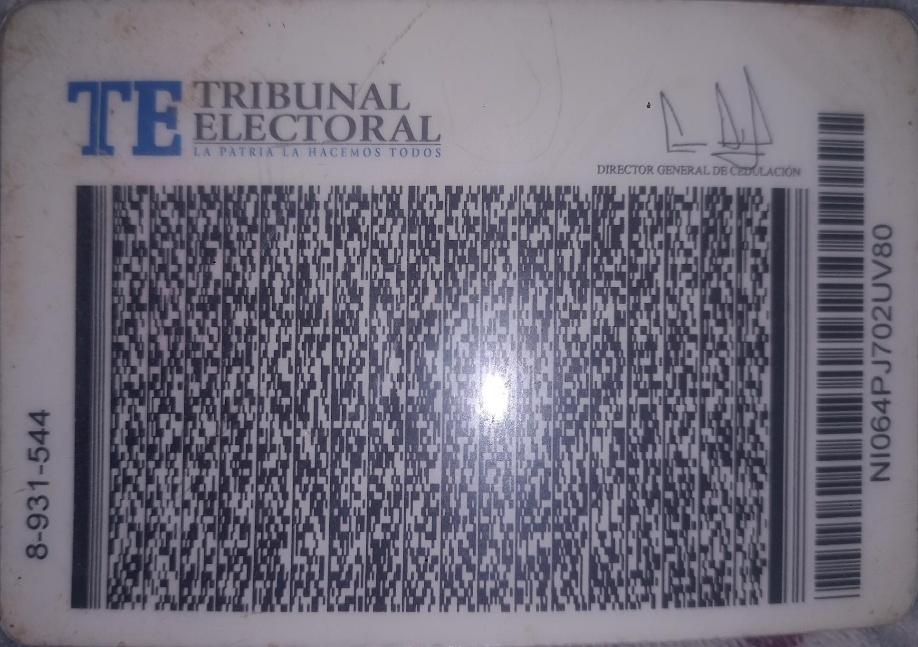 TE TRIBUNAL
ELECTORAL
LA PATRIA LA HACEMOS TODOS
DIRECTOR GENERAL DE CEDULACIÓN
8-931-544
NI064PJ702UV80